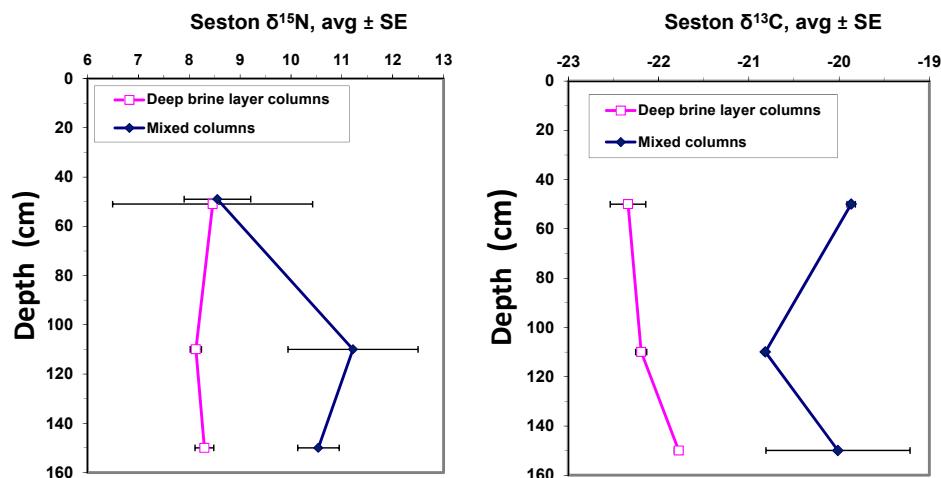 Seston δ¹⁵N, avg ± SE
6 7 8 9 10 11 12 13
0
20
40
60
80
100
120
140
160
Depth (cm)
Deep brine layer columns
Mixed columns
Seston δ¹³C, avg ± SE
-23 -22 -21 -20 -19
0
20
40
60
80
100
120
140
160
Depth (cm)
Deep brine layer columns
Mixed columns